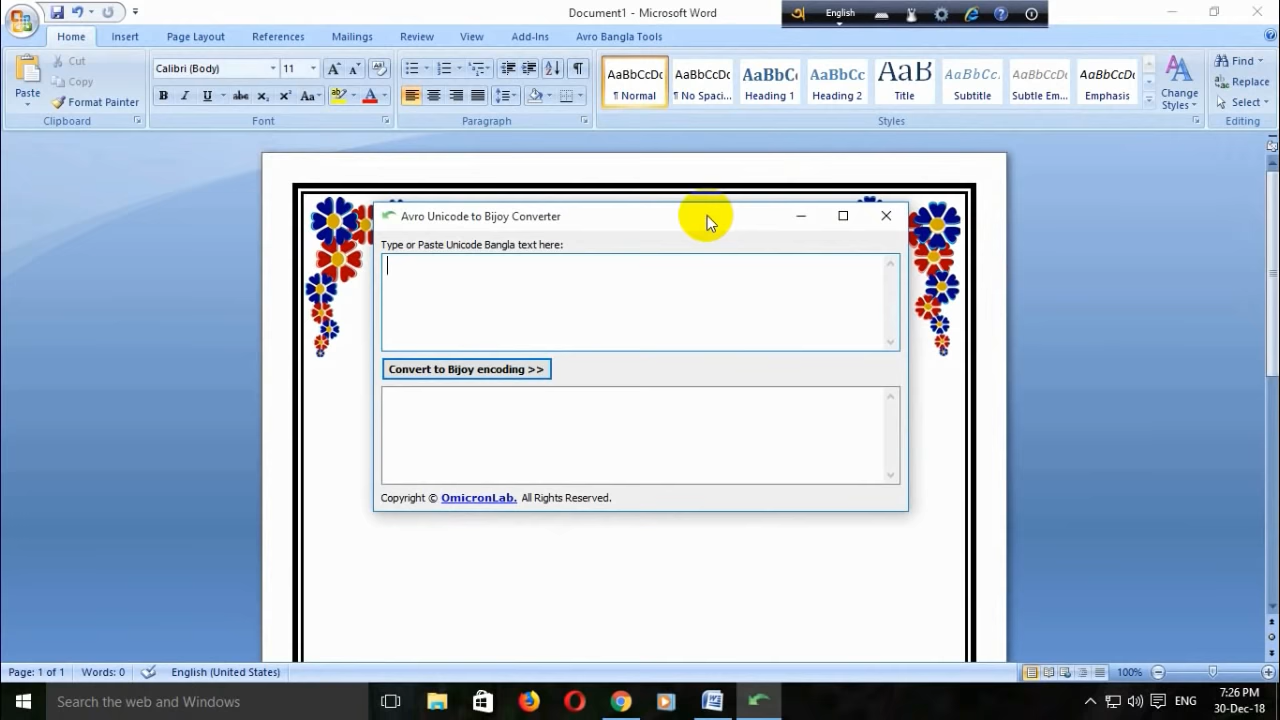 Document1 - Microsoft Word
English
Home Insert Page Layout References Mailings Review View Add-Ins Avro Bangla Tools
Paste
Cut
Copy
Format Painter
Clipboard
Calibri (Body) 11
B I U abc X₂ X² Aa
Font
Paragraph
AaBbCcDc AaBbCcDc AaBbCc AaBbCc AaB AaBbCc. AaBbCcDc AaBbCcDc
¶ Normal ¶ No Spaci... Heading 1 Heading 2 Title Subtitle Subtle Em... Emphasis
Change Styles
Styles
Find
Replace
Select
Editing
Avro Unicode to Bijoy Converter
Type or Paste Unicode Bangla text here:
Convert to Bijoy encoding >>
Copyright © OmicronLab. All Rights Reserved.
Page: 1 of 1 Words: 0 English (United States) 100%
Search the web and Windows
ENG
7:26 PM
30-Dec-18